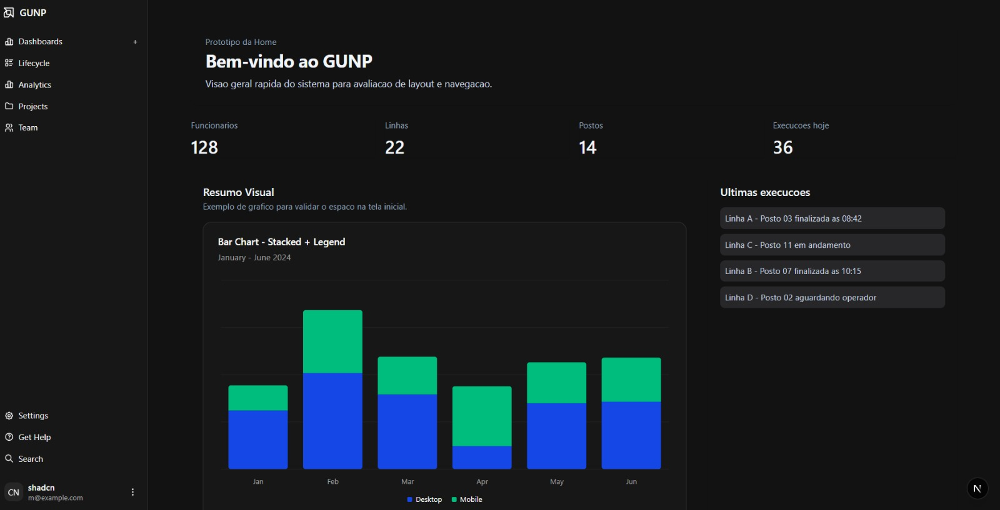 GUNP
Dashboards +
Lifecycle
Analytics
Projects
Team
Settings
Get Help
Search
CN
shadcn
m@example.com
Prototipo da Home
Bem-vindo ao GUNP
Visao geral rapida do sistema para avaliacao de layout e navegacao.
Funcionarios
128
Linhas
22
Postos
14
Execucoes hoje
36
Resumo Visual
Exemplo de grafico para validar o espaco na tela inicial.
Bar Chart - Stacked + Legend
January - June 2024
Jan Feb Mar Apr May Jun
Desktop Mobile
Ultimas execucoes
Linha A - Posto 03 finalizada as 08:42
Linha C - Posto 11 em andamento
Linha B - Posto 07 finalizada as 10:15
Linha D - Posto 02 aguardando operador
N